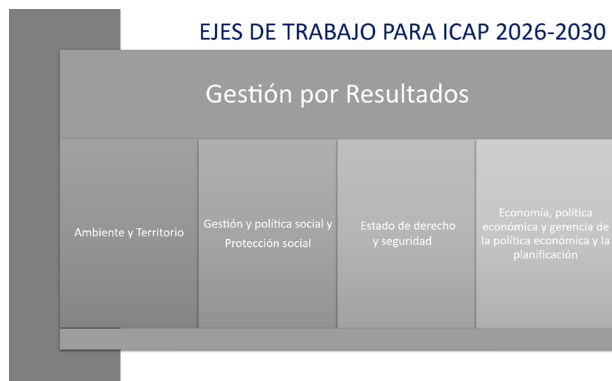 EJES DE TRABAJO PARA ICAP 2026-2030
Gestión por Resultados
Ambiente y Territorio
Gestión y política social y
Protección social
Estado de derecho
y seguridad
Economía, política
económica y gerencia de
la política económica y la
planificación